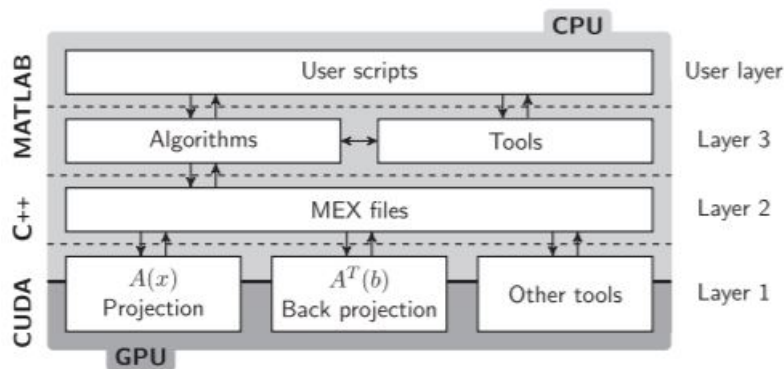 CPU
MATLAB
User scripts
User layer
Algorithms
Tools
Layer 3
C++
MEX files
Layer 2
CUDA
A(x)
Projection
A^T(b)
Back projection
Other tools
Layer 1
GPU